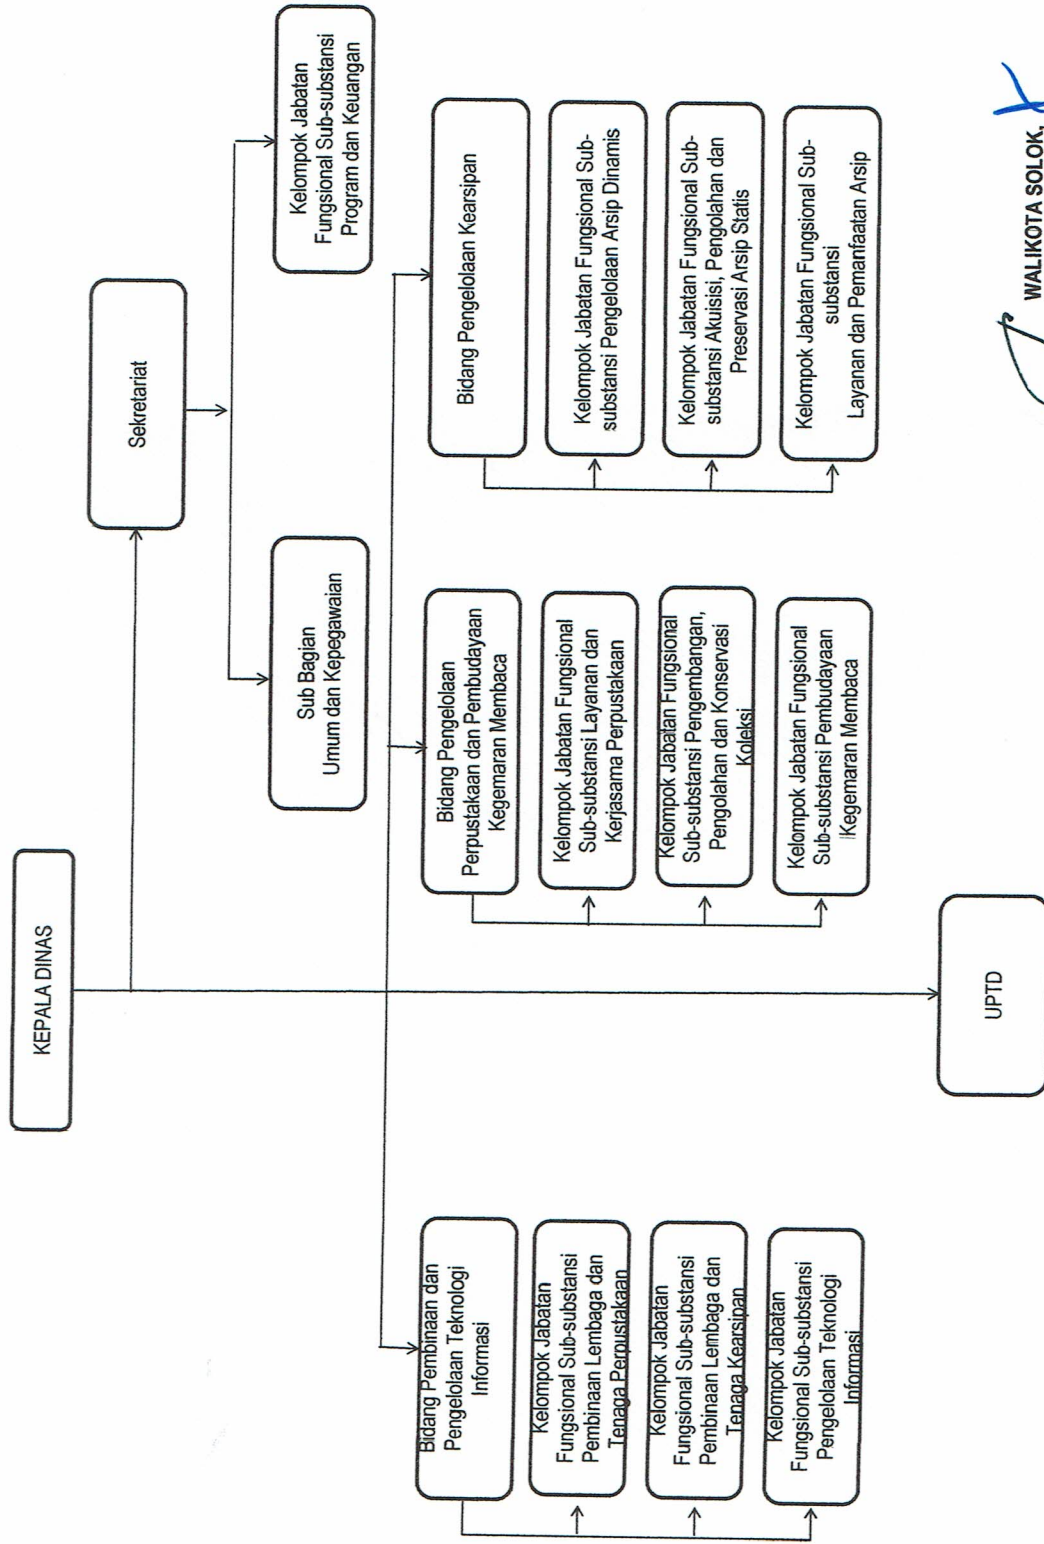 KEPALA DINAS
Sekretariat
Sub Bagian
Umum dan Kepegawaian
Kelompok Jabatan
Fungsional Sub-substansi
Program dan Keuangan
Bidang Pembinaan dan
Pengelolaan Teknologi
Informasi
Kelompok Jabatan
Fungsional Sub-substansi
Pembinaan Lembaga dan
Tenaga Perpustakaan
Kelompok Jabatan
Fungsional Sub-substansi
Pembinaan Lembaga dan
Tenaga Kearsipan
Kelompok Jabatan
Fungsional Sub-substansi
Pengelolaan Teknologi
Informasi
Bidang Pengelolaan
Perpustakaan dan Pembudayaan
Kegemaran Membaca
Kelompok Jabatan Fungsional
Sub-substansi Layanan dan
Kerjasama Perpustakaan
Kelompok Jabatan Fungsional
Sub-substansi Pengembangan,
Pengolahan dan Konservasi
Koleksi
Kelompok Jabatan Fungsional
Sub-substansi Pembudayaan
Kegemaran Membaca
Bidang Pengelolaan Kearsipan
Kelompok Jabatan Fungsional Sub-
substansi Pengelolaan Arsip Dinamis
Kelompok Jabatan Fungsional Sub-
substansi Akuisisi, Pengolahan dan
Preservasi Arsip Statis
Kelompok Jabatan Fungsional Sub-
substansi
Layanan dan Pemanfaatan Arsip
UPTD
WALIKOTA SOLOK,